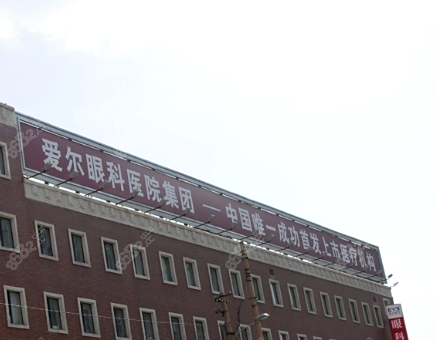 爱尔眼科医院集团 — 中国唯一成功首发上市医疗机构
眼科